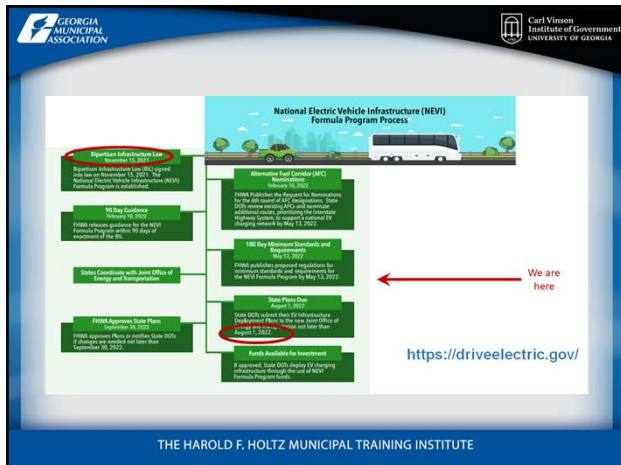 GEORGIA
MUNICIPAL
ASSOCIATION
Carl Vinson
Institute of Government
UNIVERSITY OF GEORGIA
National Electric Vehicle Infrastructure (NEVI)
Formula Program Process
Bipartisan Infrastructure Law
November 15, 2021
Bipartisan Infrastructure Law (BIL) signed
into law on November 15, 2021. The
National Electric Vehicle Infrastructure (NEVI)
Formula Program is established.
Alternative Fuel Corridor (AFC)
Nominations
February 10, 2022
FHWA Publishes the Request for Nominations
for the 6th round of AFC designations. State
DOTs review existing AFCs and nominate
additional routes, prioritizing the Interstate
Highway System, to support a national EV
charging network by May 13, 2022.
90 Day Guidance
February 10, 2022
FHWA releases guidance for the NEVI
Formula Program within 90 days of
enactment of the BIL.
180 Day Minimum Standards and
Requirements
May 13, 2022
FHWA publishes proposed regulations for
minimum standards and requirements for
the NEVI Formula Program by May 13, 2022.
States Coordinate with Joint Office of
Energy and Transportation
We are
here
State Plans Due
August 1, 2022
State DOTs submit their EV Infrastructure
Deployment Plans to the new Joint Office of
Energy and Transportation not later than
August 1, 2022.
FHWA Approves State Plans
September 30, 2022
FHWA approves Plans or notifies State DOTs
if changes are needed not later than
September 30, 2022.
Funds Available for Investment
If approved, State DOTs deploy EV charging
infrastructure through the use of NEVI
Formula Program funds.
https://driveelectric.gov/
THE HAROLD F. HOLTZ MUNICIPAL TRAINING INSTITUTE